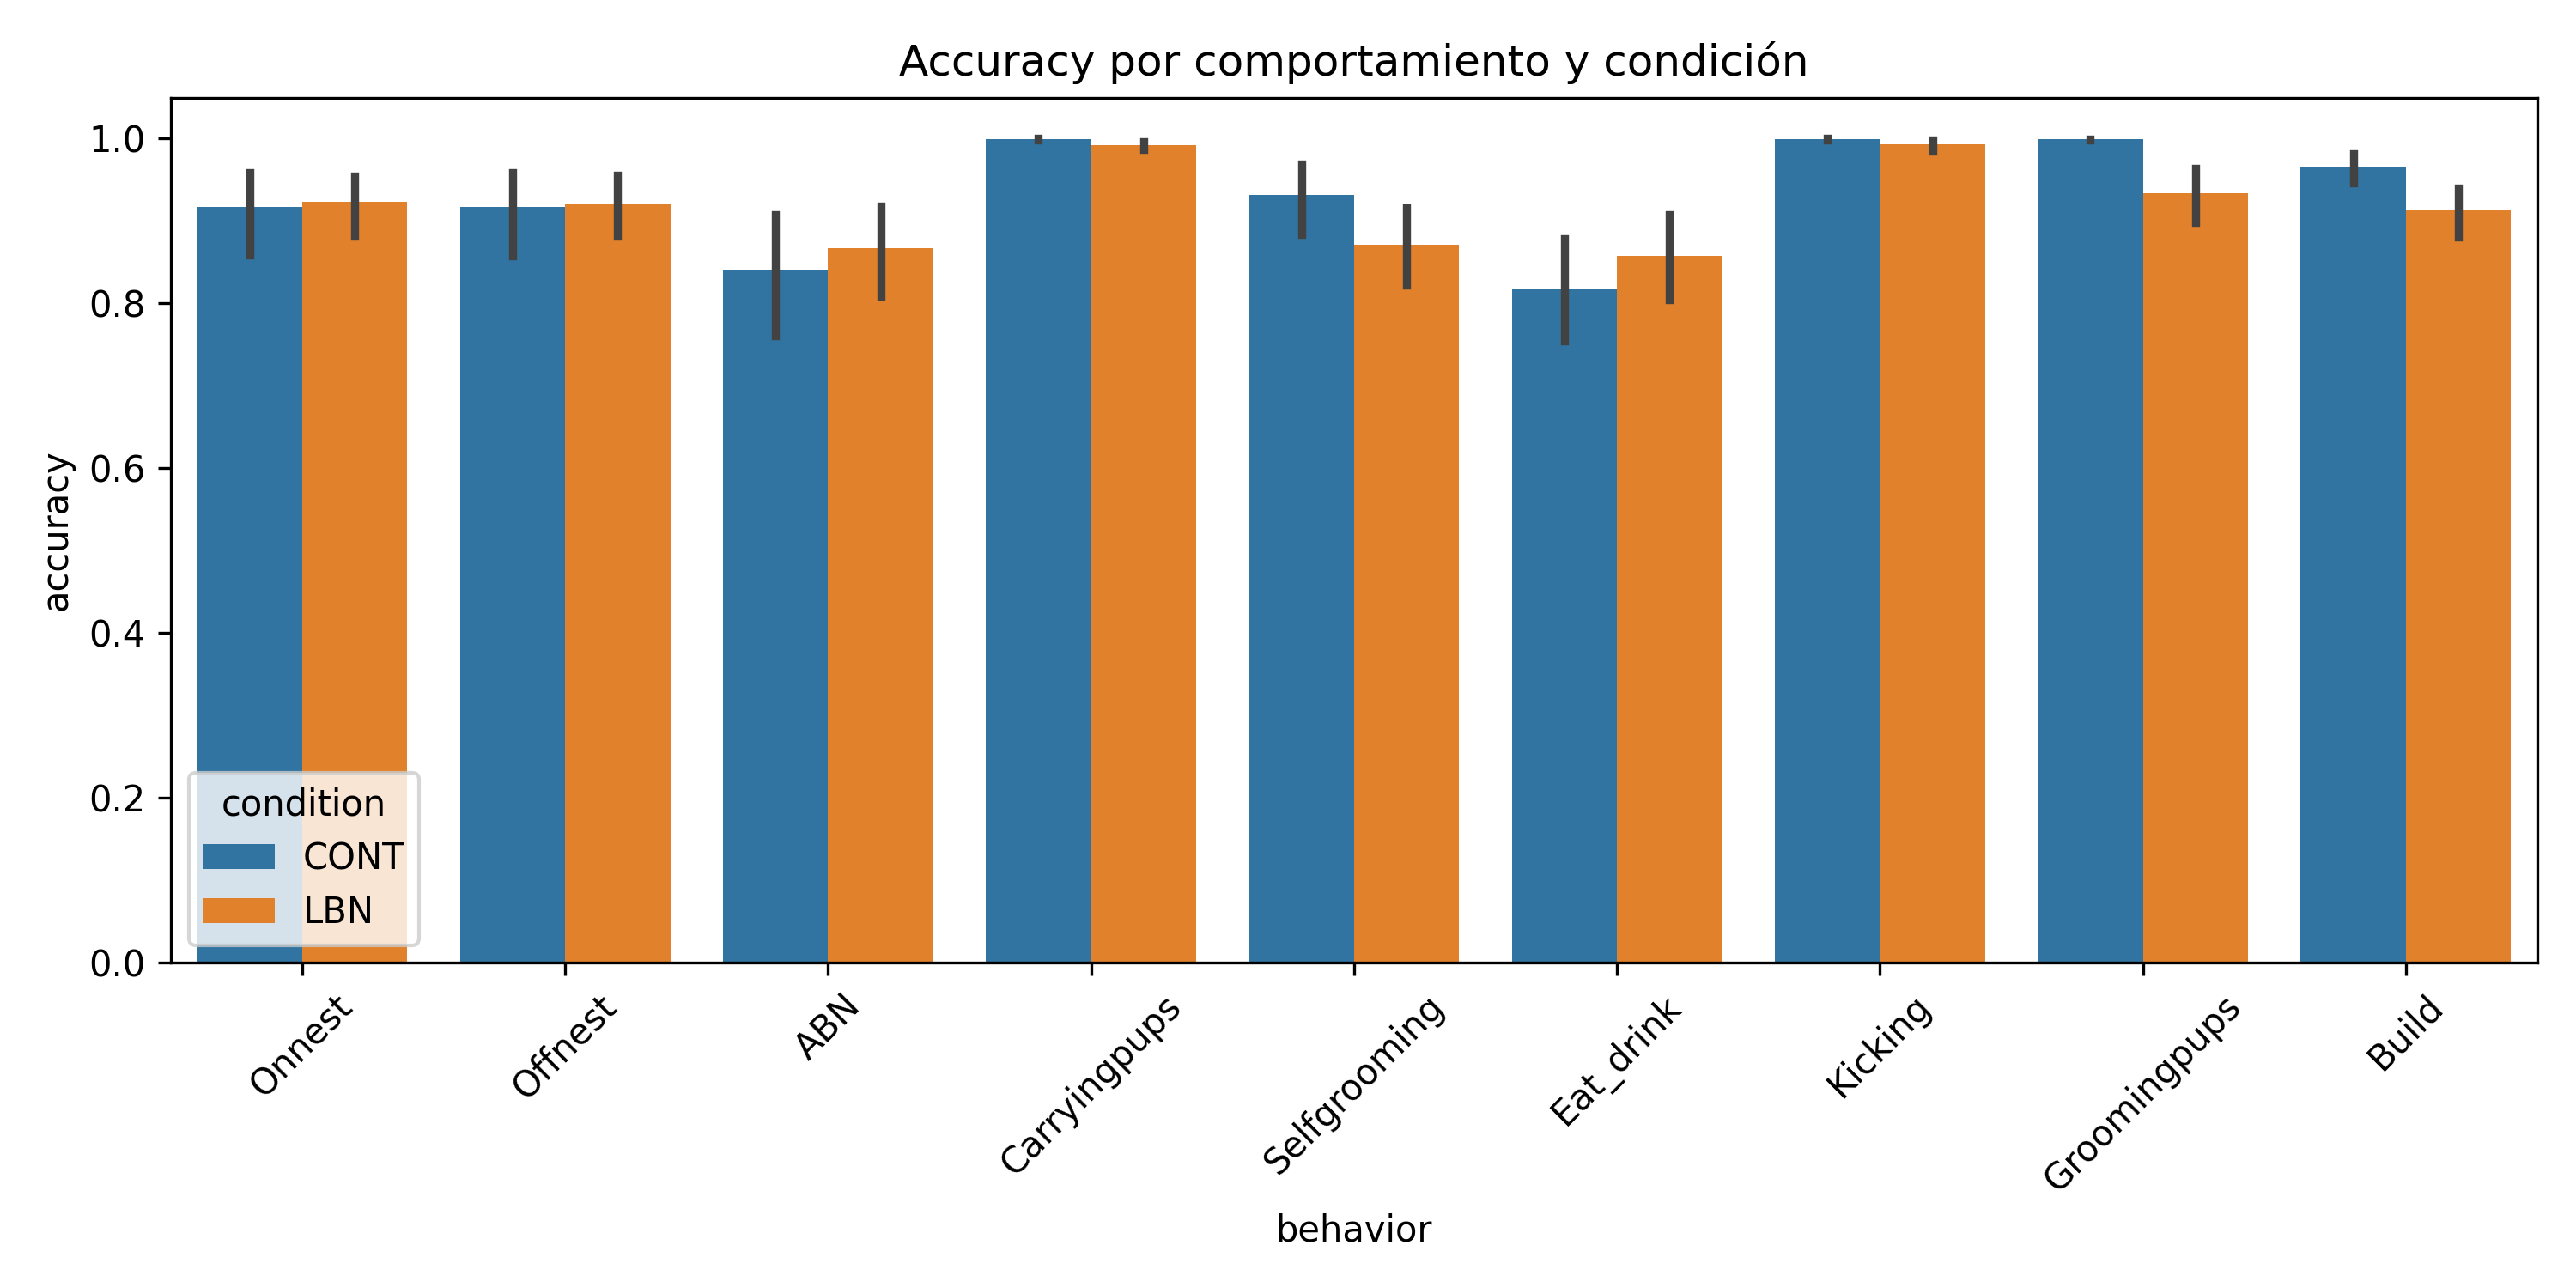 Accuracy por comportamiento y condición
accuracy
1.0
0.8
0.6
0.4
0.2
0.0
condition
CONT
LBN
Onnest
Offnest
ABN
Carryingpups
Selfgrooming
Eat_drink
Kicking
Groomingpups
Build
behavior